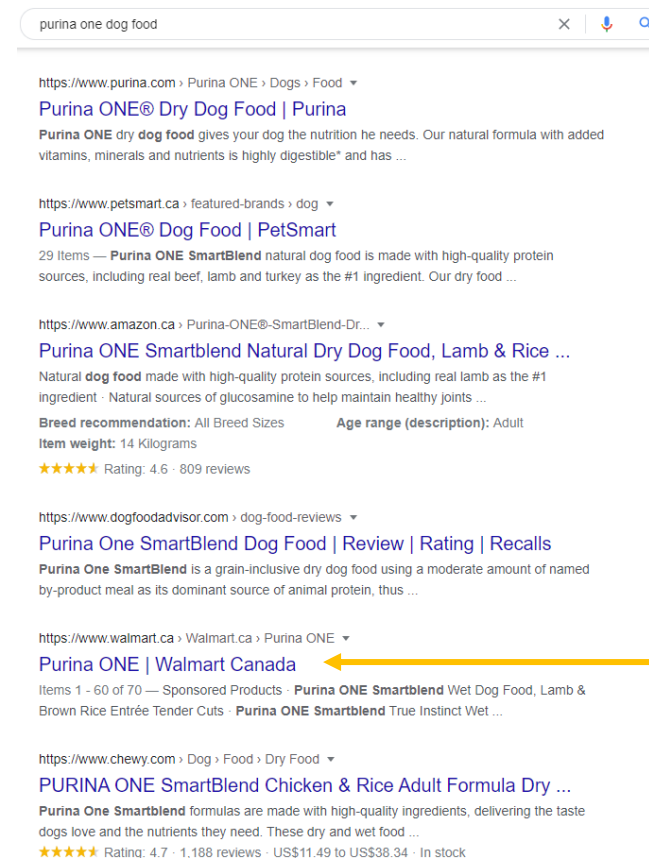 purina one dog food
https://www.purina.com › Purina ONE › Dogs › Food
Purina ONE® Dry Dog Food | Purina
Purina ONE dry dog food gives your dog the nutrition he needs. Our natural formula with added
vitamins, minerals and nutrients is highly digestible* and has ...
https://www.petsmart.ca › featured-brands › dog
Purina ONE® Dog Food | PetSmart
29 Items — Purina ONE SmartBlend natural dog food is made with high-quality protein
sources, including real beef, lamb and turkey as the #1 ingredient. Our dry food ...
https://www.amazon.ca › Purina-ONE®-SmartBlend-Dr...
Purina ONE Smartblend Natural Dry Dog Food, Lamb & Rice ...
Natural dog food made with high-quality protein sources, including real lamb as the #1
ingredient · Natural sources of glucosamine to help maintain healthy joints ...
Breed recommendation: All Breed Sizes Age range (description): Adult
Item weight: 14 Kilograms
Rating: 4.6 · 809 reviews
https://www.dogfoodadvisor.com › dog-food-reviews
Purina One SmartBlend Dog Food | Review | Rating | Recalls
Purina One SmartBlend is a grain-inclusive dry dog food using a moderate amount of named
by-product meal as its dominant source of animal protein, thus ...
https://www.walmart.ca › Walmart.ca › Purina ONE
Purina ONE | Walmart Canada
Items 1 - 60 of 70 — Sponsored Products · Purina ONE Smartblend Wet Dog Food, Lamb &
Brown Rice Entrée Tender Cuts · Purina ONE Smartblend True Instinct Wet ...
https://www.chewy.com › Dog › Food › Dry Food
PURINA ONE SmartBlend Chicken & Rice Adult Formula Dry ...
Purina One Smartblend formulas are made with high-quality ingredients, delivering the taste
dogs love and the nutrients they need. These dry and wet food ...
Rating: 4.7 · 1,188 reviews · US$11.49 to US$38.34 · In stock